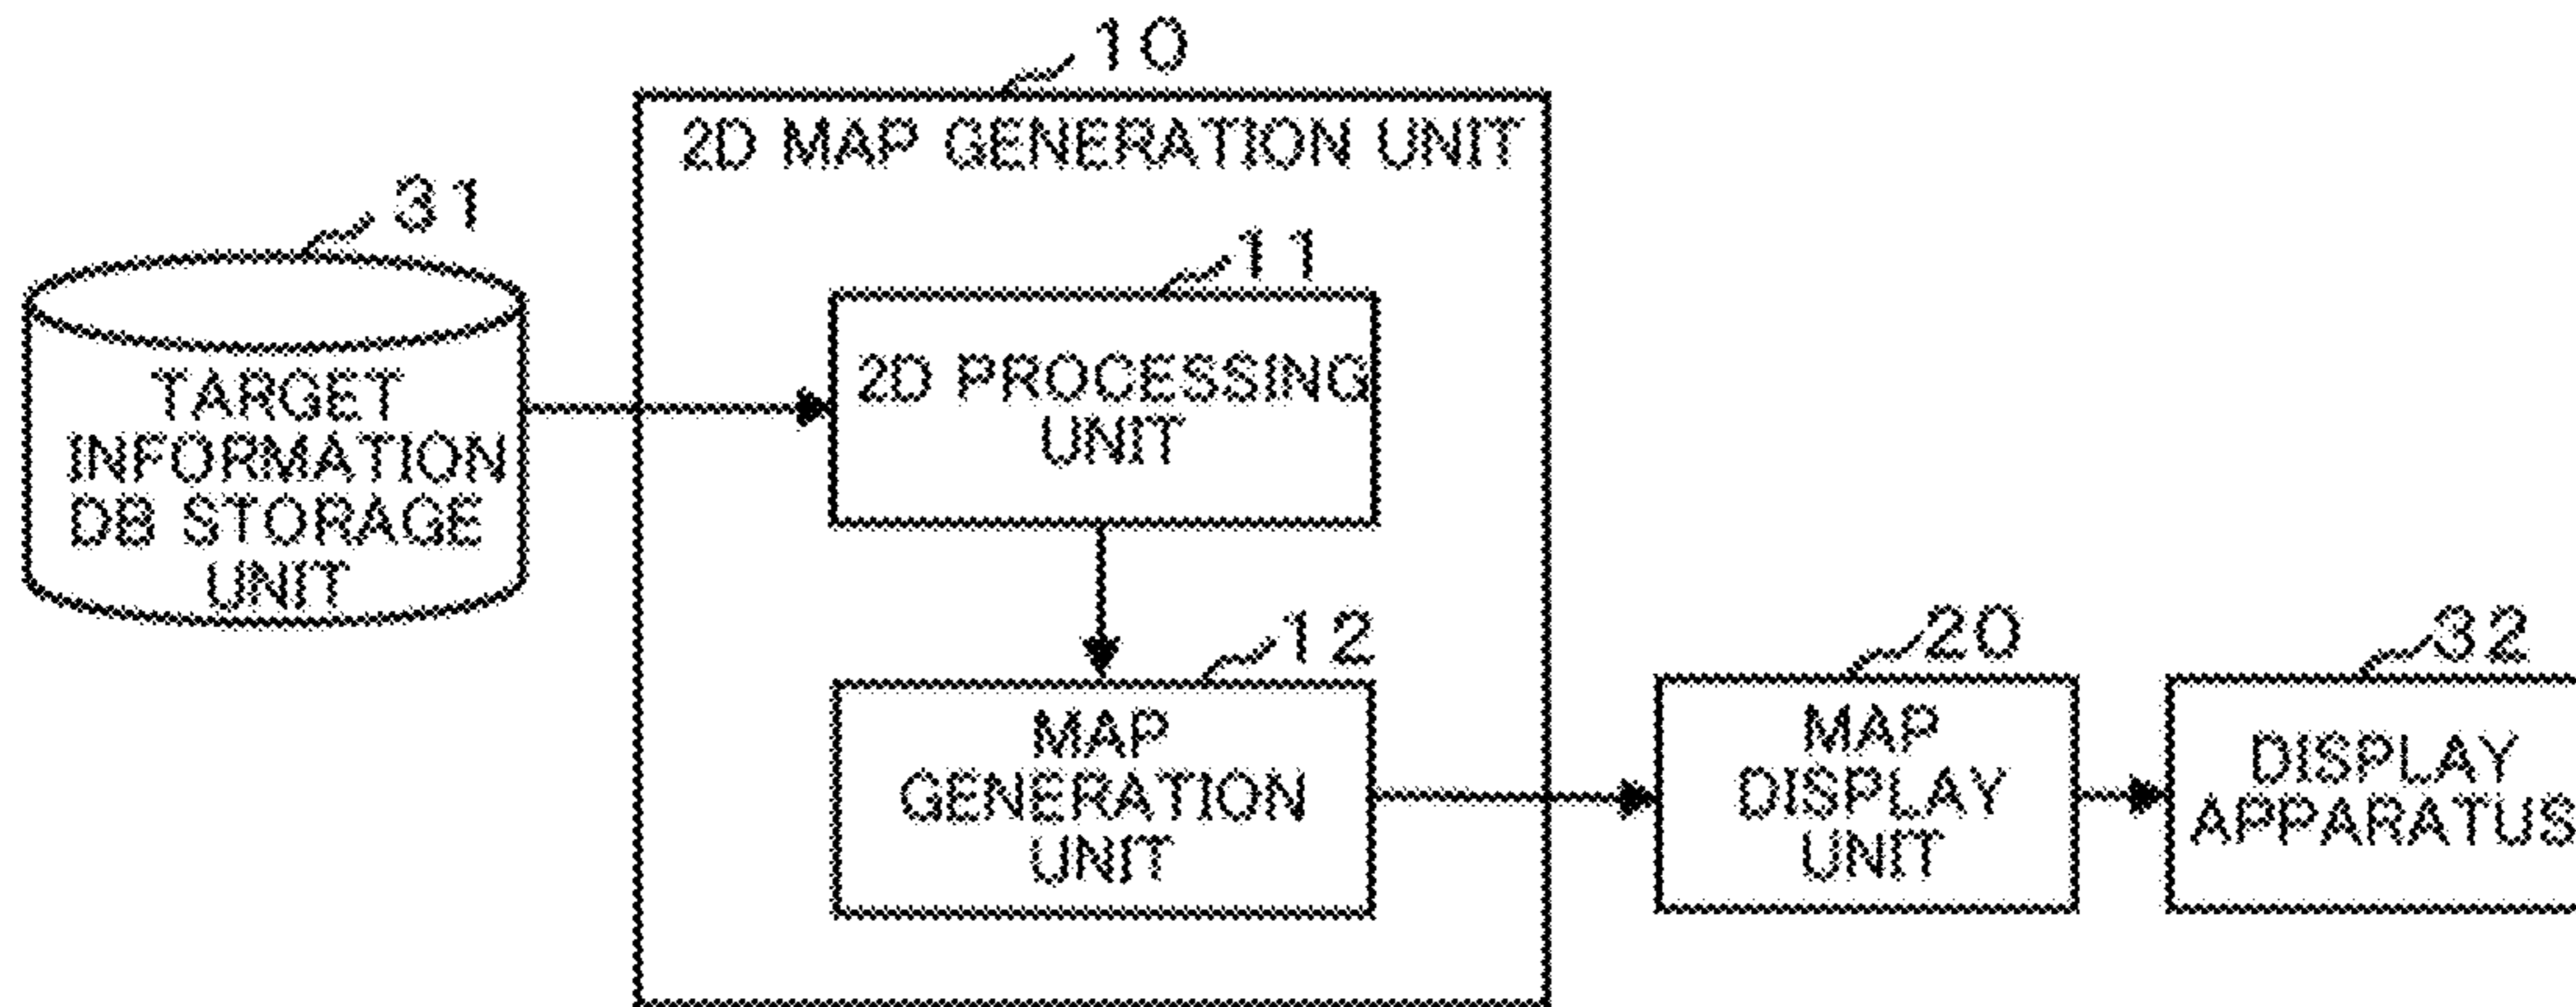 10
2D MAP GENERATION UNIT
31
TARGET
INFORMATION
DB STORAGE
UNIT
11
2D PROCESSING
UNIT
12
MAP
GENERATION
UNIT
20
MAP
DISPLAY
UNIT
32
DISPLAY
APPARATUS